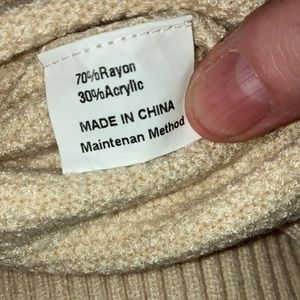 70%Rayon
30%Acrylic
MADE IN CHINA
Maintenan Method